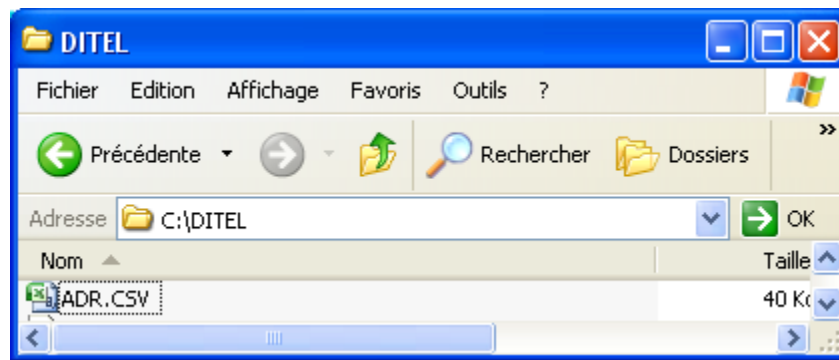 DITEL
Fichier Edition Affichage Favoris Outils ?
Précédente Rechercher Dossiers »
Adresse C:\DITEL OK
Nom Taille
ADR.CSV 40 Ko